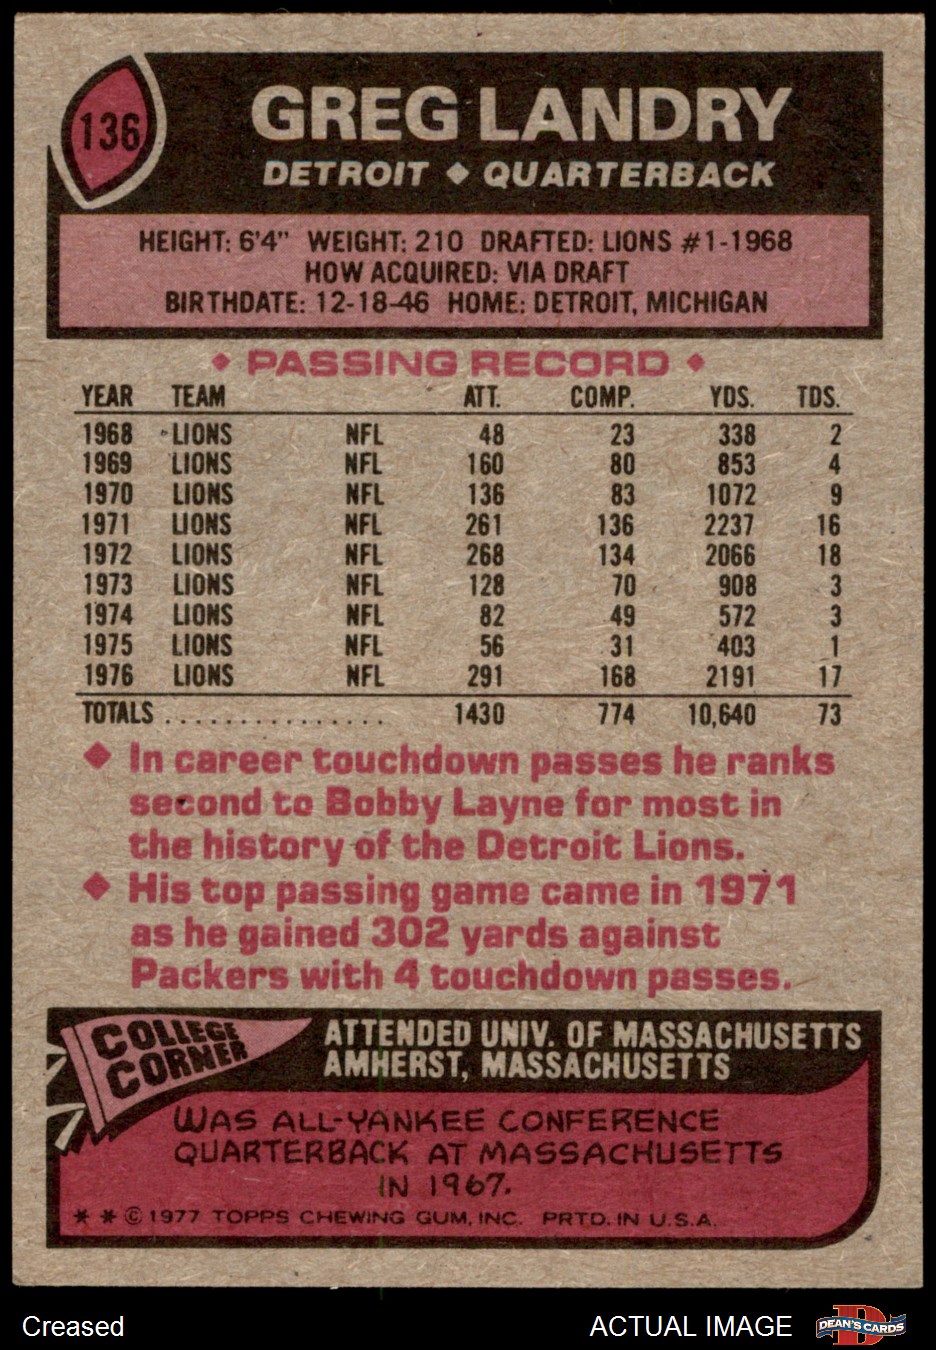 136
GREG LANDRY
DETROIT ◆ QUARTERBACK
HEIGHT: 6'4" WEIGHT: 210 DRAFTED: LIONS #1-1968
HOW ACQUIRED: VIA DRAFT
BIRTHDATE: 12-18-46 HOME: DETROIT, MICHIGAN
◆ PASSING RECORD ◆
YEAR TEAM ATT. COMP. YDS. TDS.
1968 LIONS NFL 48 23 338 2
1969 LIONS NFL 160 80 853 4
1970 LIONS NFL 136 83 1072 9
1971 LIONS NFL 261 136 2237 16
1972 LIONS NFL 268 134 2066 18
1973 LIONS NFL 128 70 908 3
1974 LIONS NFL 82 49 572 3
1975 LIONS NFL 56 31 403 1
1976 LIONS NFL 291 168 2191 17
TOTALS . . . . . . . . . . . . . . . 1430 774 10,640 73
◆ In career touchdown passes he ranks
second to Bobby Layne for most in
the history of the Detroit Lions.
◆ His top passing game came in 1971
as he gained 302 yards against
Packers with 4 touchdown passes.
COLLEGE
CORNER
ATTENDED UNIV. OF MASSACHUSETTS
AMHERST, MASSACHUSETTS
WAS ALL-YANKEE CONFERENCE
QUARTERBACK AT MASSACHUSETTS
IN 1967.
* * © 1977 TOPPS CHEWING GUM, INC. PRTD. IN U.S.A.
Creased
ACTUAL IMAGE
D
DEAN'S CARDS